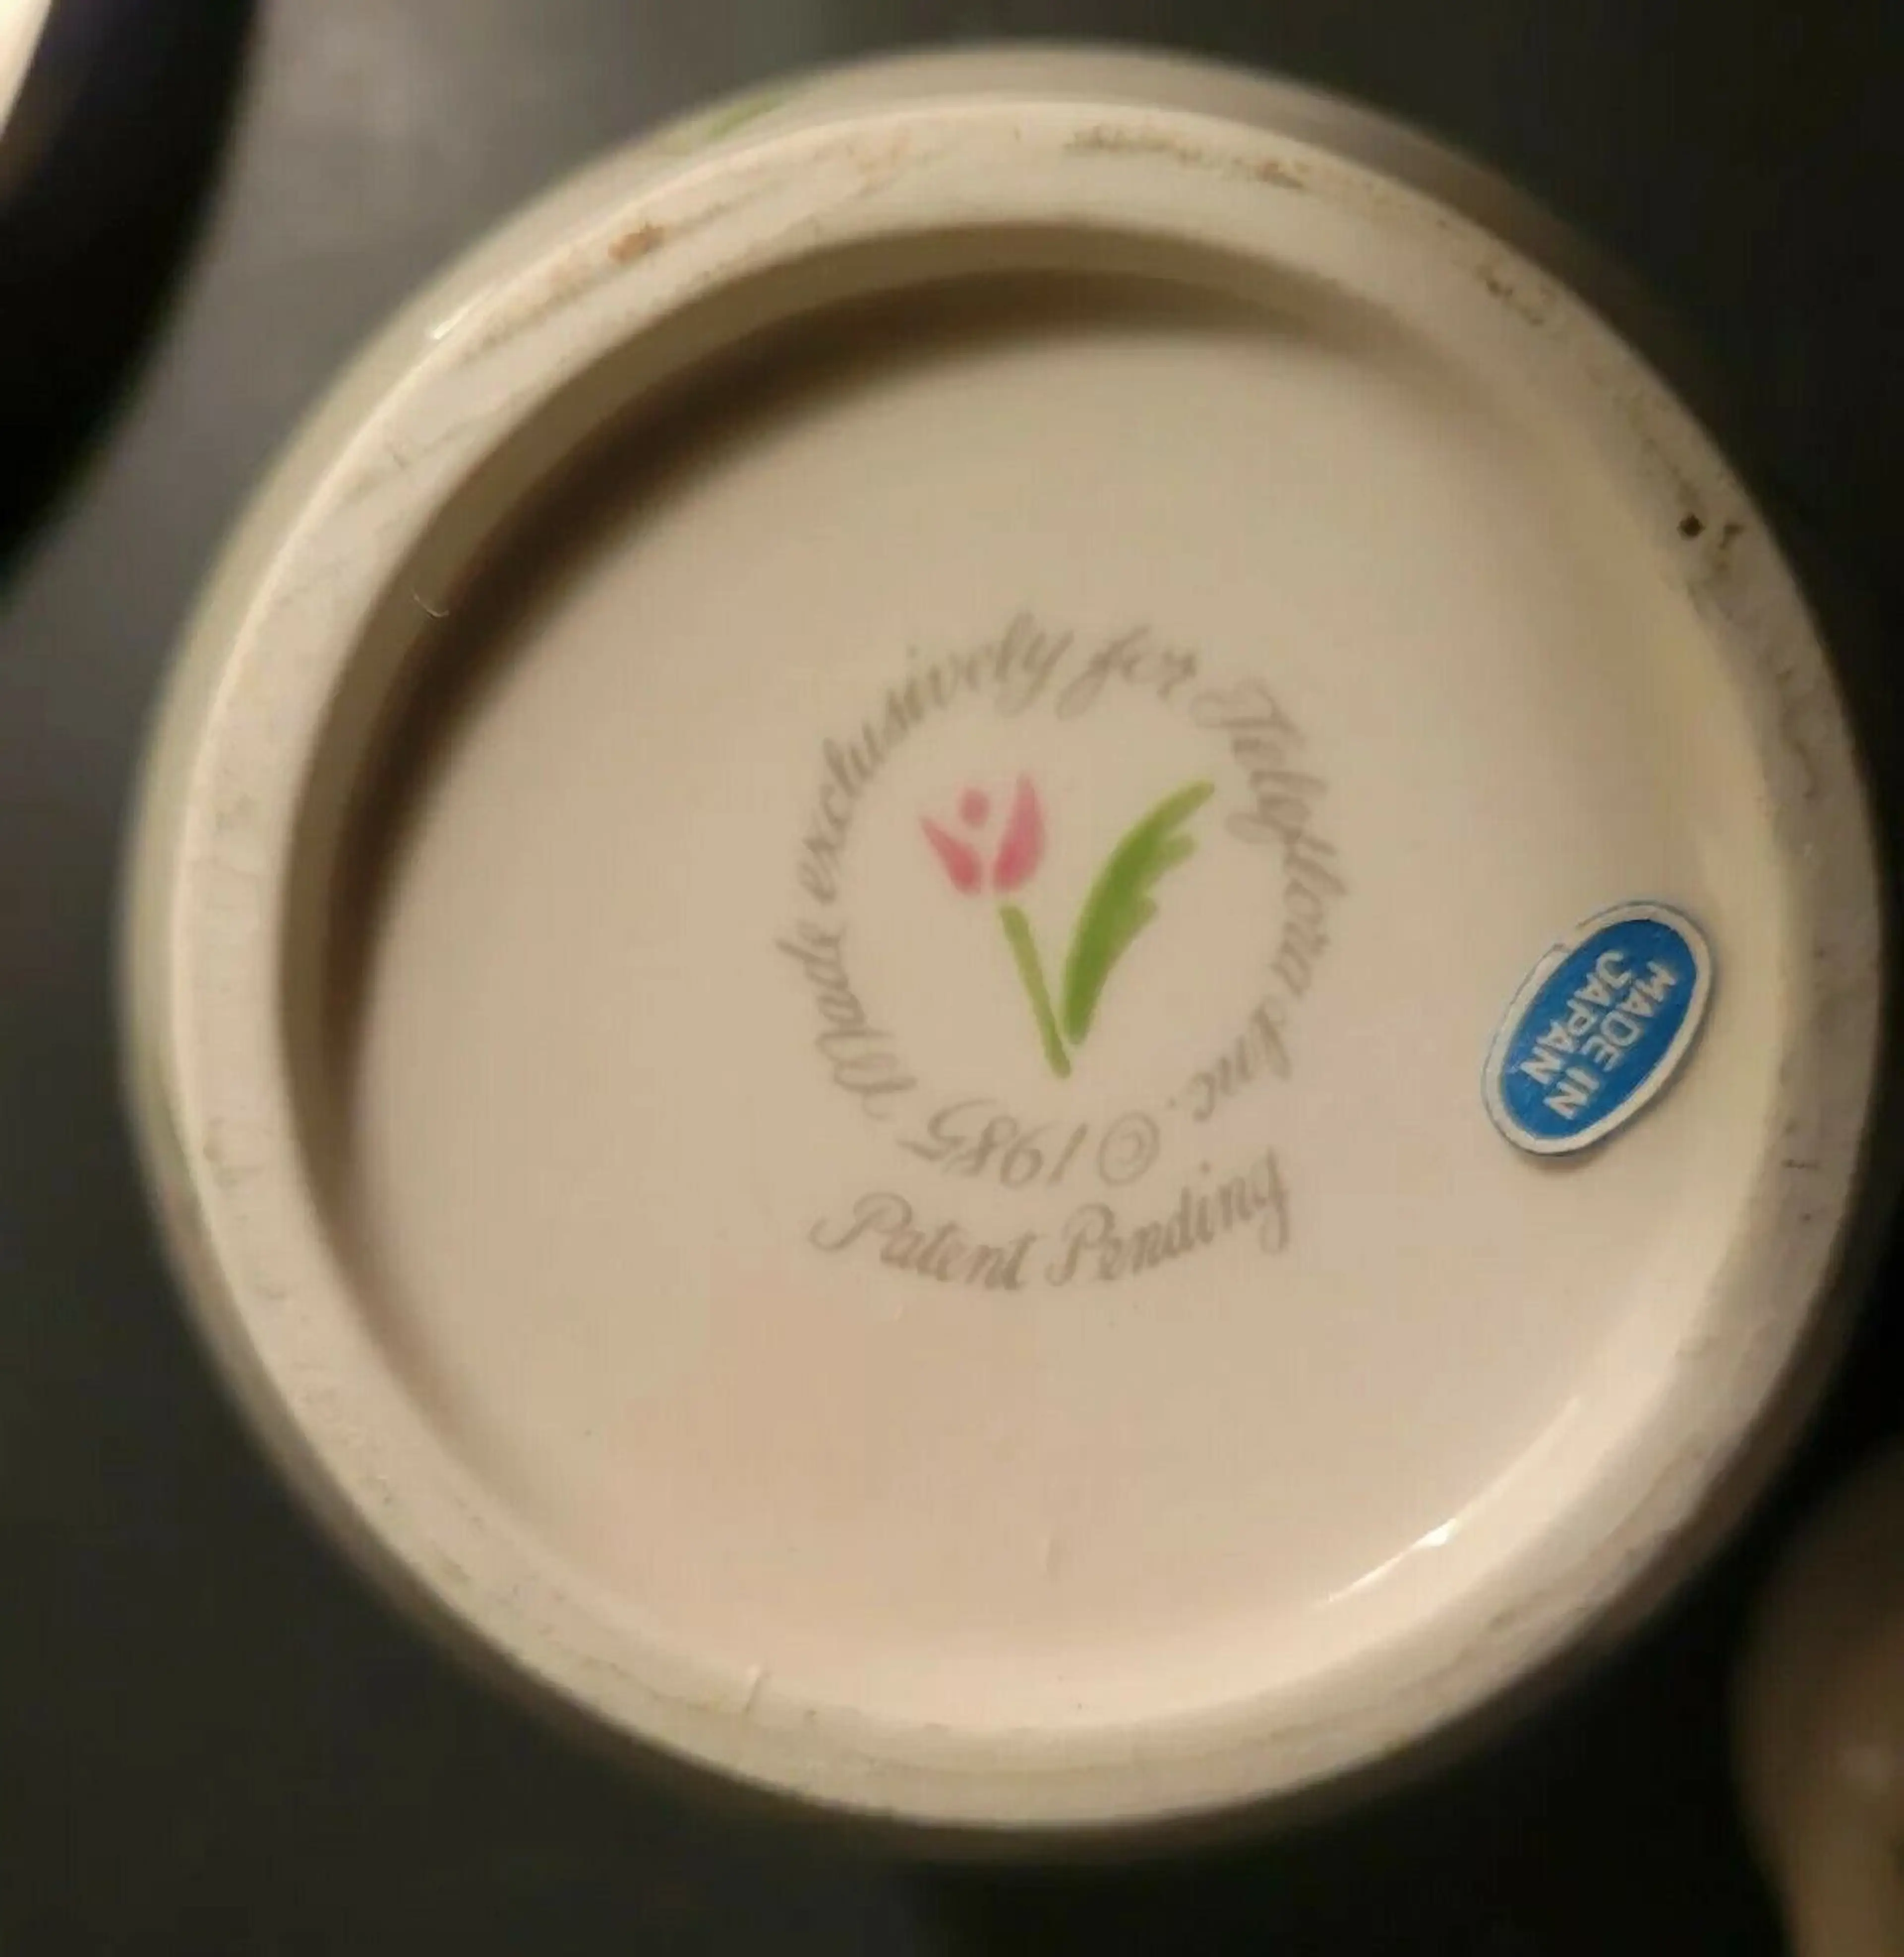 Made exclusively for Teleflora Inc. © 1985
Patent Pending
MADE IN
JAPAN